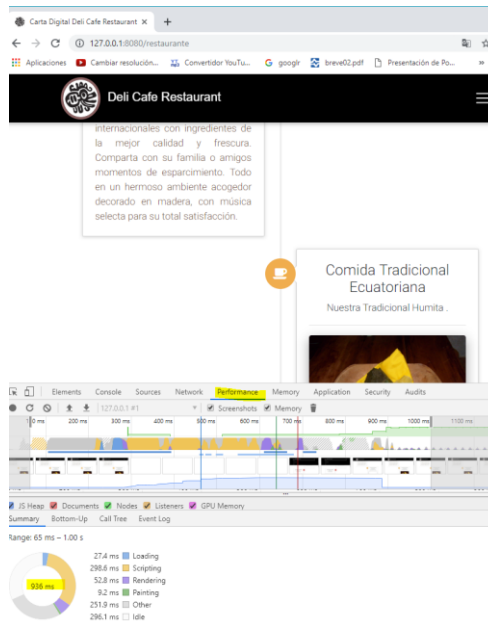 Carta Digital Deli Cafe Restaurant × +
127.0.0.1:8080/restaurante
Aplicaciones Cambiar resolución... Convertidor YouTu... googlr breve02.pdf Presentación de Po... »
Deli Cafe Restaurant
internacionales con ingredientes de
la mejor calidad y frescura.
Comparta con su familia o amigos
momentos de esparcimiento. Todo
en un hermoso ambiente acogedor
decorado en madera, con música
selecta para su total satisfacción.
Comida Tradicional
Ecuatoriana
Nuestra Tradicional Humita .
Elements Console Sources Network Performance Memory Application Security Audits
127.0.0.1 #1 Screenshots Memory
0 ms 200 ms 300 ms 400 ms 500 ms 600 ms 700 ms 800 ms 900 ms 1000 ms 1100 ms
JS Heap Documents Nodes Listeners GPU Memory
Summary Bottom-Up Call Tree Event Log
Range: 65 ms – 1.00 s
27.4 ms Loading
298.6 ms Scripting
52.8 ms Rendering
936 ms
9.2 ms Painting
251.9 ms Other
296.1 ms Idle